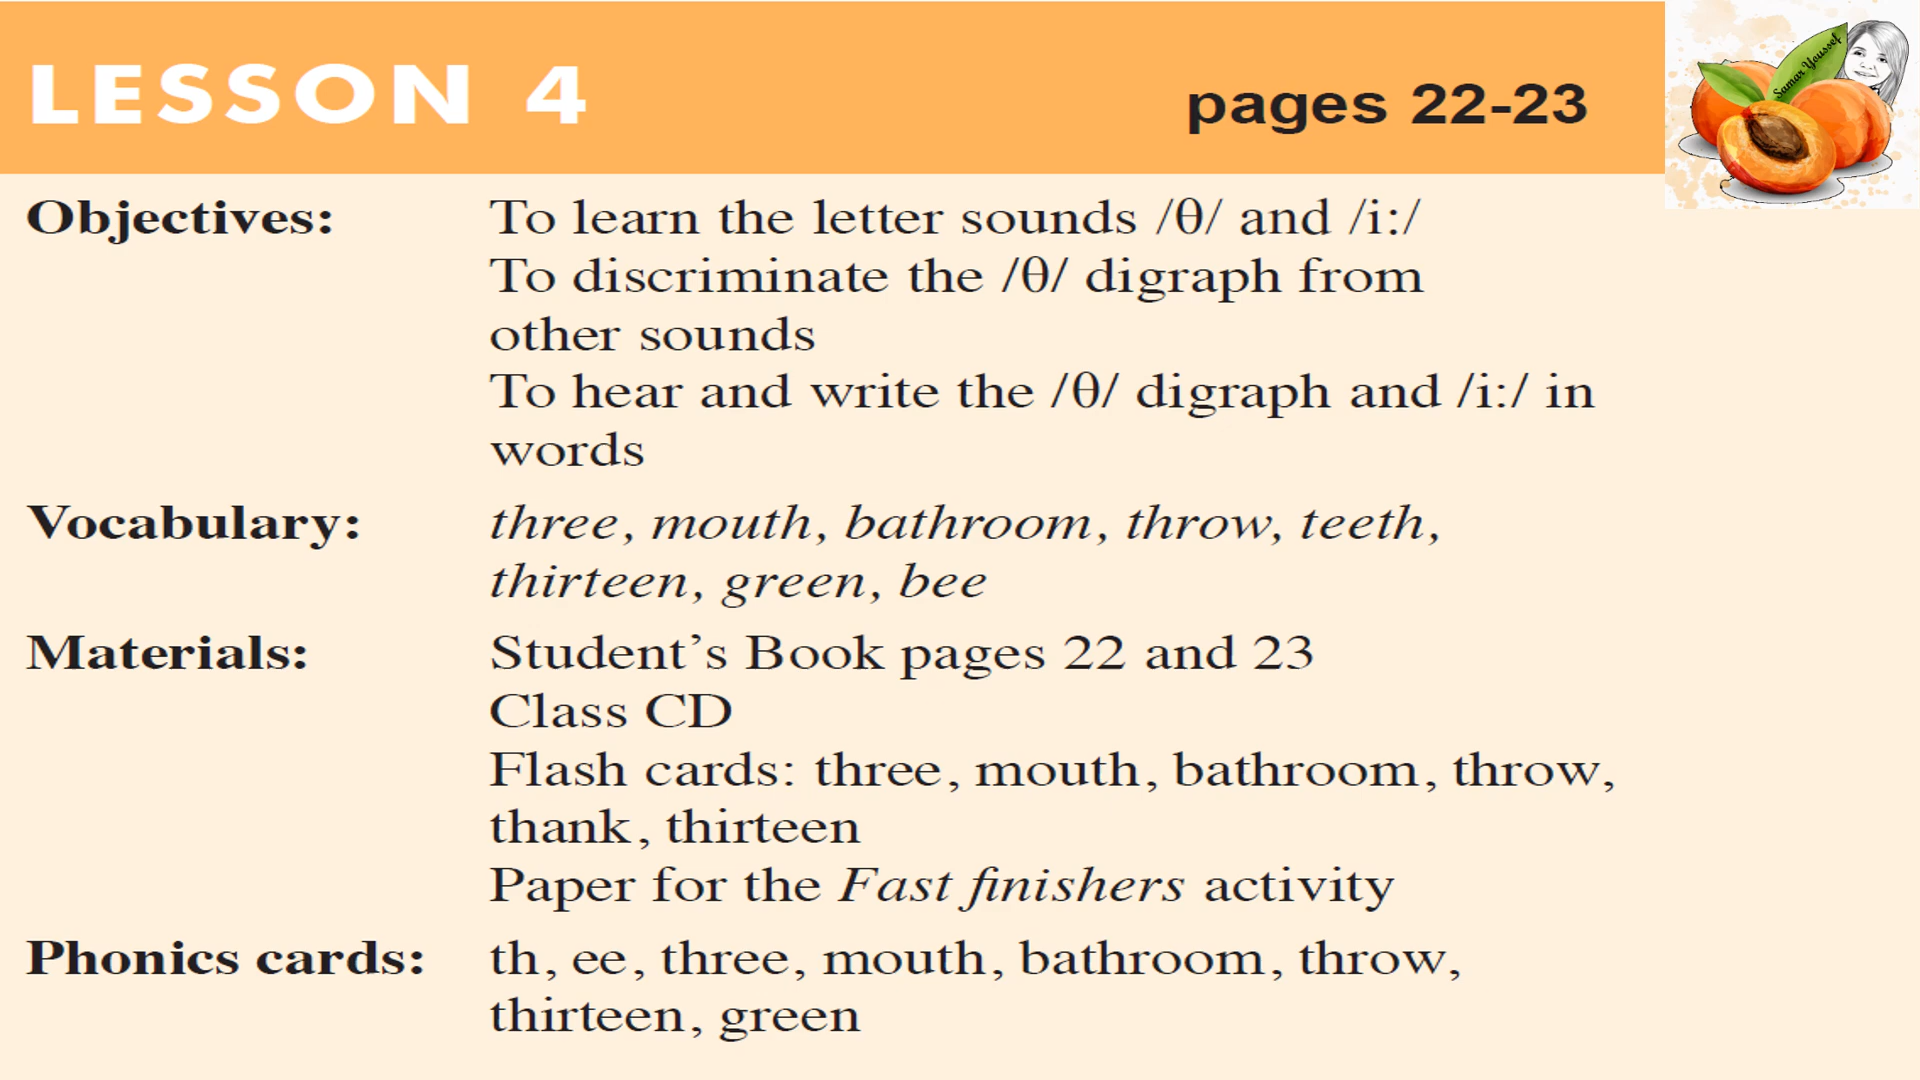 LESSON 4
pages 22-23
Samar Youssef
Objectives: To learn the letter sounds /θ/ and /i:/
To discriminate the /θ/ digraph from
other sounds
To hear and write the /θ/ digraph and /i:/ in
words
Vocabulary: three, mouth, bathroom, throw, teeth,
thirteen, green, bee
Materials: Student’s Book pages 22 and 23
Class CD
Flash cards: three, mouth, bathroom, throw,
thank, thirteen
Paper for the Fast finishers activity
Phonics cards: th, ee, three, mouth, bathroom, throw,
thirteen, green